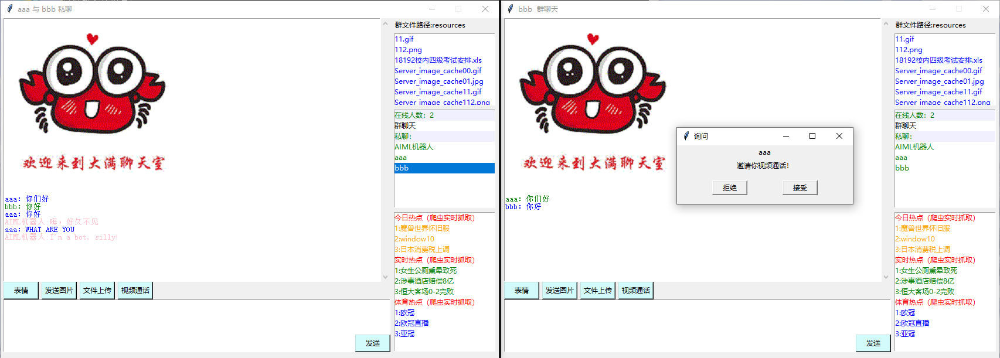 aaa 与 bbb 私聊
欢迎来到大满聊天室
aaa: 你们好
bbb: 你好
aaa: 你好
AIML机器人:嗨，好久不见
aaa: WHAT ARE YOU
AIML机器人:I'm a bot, silly!
表情
发送图片
文件上传
视频通话
发送
群文件路径:resources
11.gif
112.png
18192校内四级考试安排.xls
Server_image_cache00.gif
Server_image_cache01.jpg
Server_image_cache11.gif
Server_image_cache112.png
在线人数: 2
群聊天
私聊:
AIML机器人
aaa
bbb
今日热点（爬虫实时抓取）
1:魔兽世界怀旧服
2:window10
3:日本消费税上调
实时热点（爬虫实时抓取）
1:女生公厕熏晕致死
2:涉事酒店赔偿8亿
3:恒大客场0-2完败
体育热点（爬虫实时抓取）
1:欧冠
2:欧冠直播
3:亚冠
bbb 群聊天
欢迎来到大满聊天室
aaa: 你们好
bbb: 你好
询问
aaa
邀请你视频通话!
拒绝
接受
表情
发送图片
文件上传
视频通话
发送
群文件路径:resources
11.gif
112.png
18192校内四级考试安排.xls
Server_image_cache00.gif
Server_image_cache01.jpg
Server_image_cache11.gif
Server_image_cache112.png
在线人数: 2
群聊天
私聊:
AIML机器人
aaa
bbb
今日热点（爬虫实时抓取）
1:魔兽世界怀旧服
2:window10
3:日本消费税上调
实时热点（爬虫实时抓取）
1:女生公厕熏晕致死
2:涉事酒店赔偿8亿
3:恒大客场0-2完败
体育热点（爬虫实时抓取）
1:欧冠
2:欧冠直播
3:亚冠